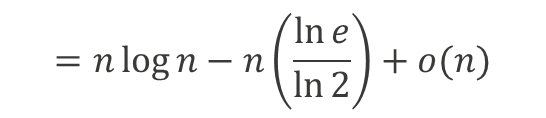 = n log n − n (ln e / ln 2) + o(n)